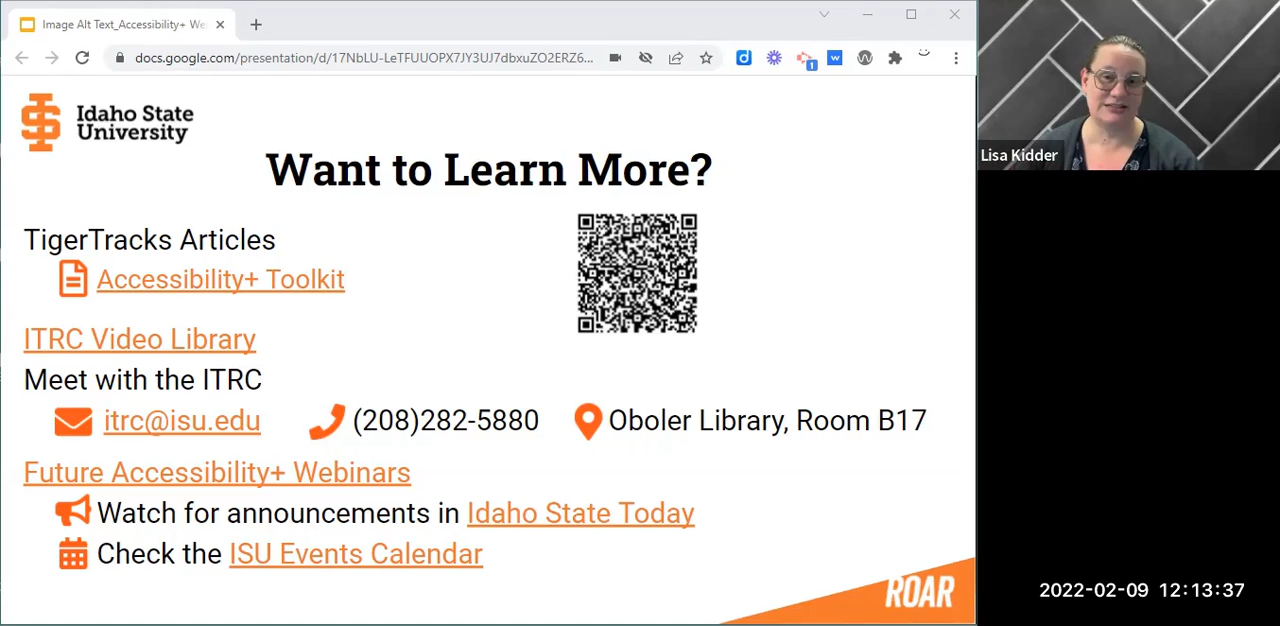 Image Alt Text_Accessibility+ We
docs.google.com/presentation/d/17NbLU-LeTFUUOPX7JY3UJ7dbxuZO2ERZ6...
1
Idaho State
University
Want to Learn More?
TigerTracks Articles
Accessibility+ Toolkit
ITRC Video Library
Meet with the ITRC
itrc@isu.edu (208)282-5880 Oboler Library, Room B17
Future Accessibility+ Webinars
Watch for announcements in Idaho State Today
Check the ISU Events Calendar
ROAR
Lisa Kidder
2022-02-09 12:13:37